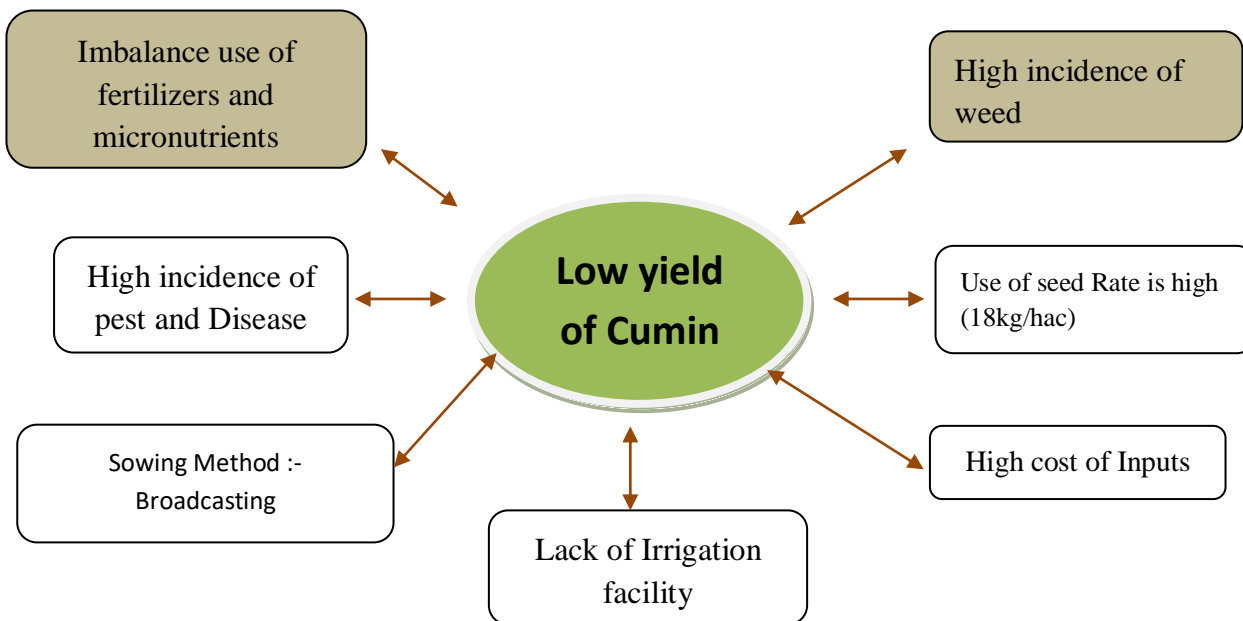 Imbalance use of
fertilizers and
micronutrients
High incidence of
weed
High incidence of
pest and Disease
Low yield
of Cumin
Use of seed Rate is high
(18kg/hac)
Sowing Method :-
Broadcasting
High cost of Inputs
Lack of Irrigation
facility